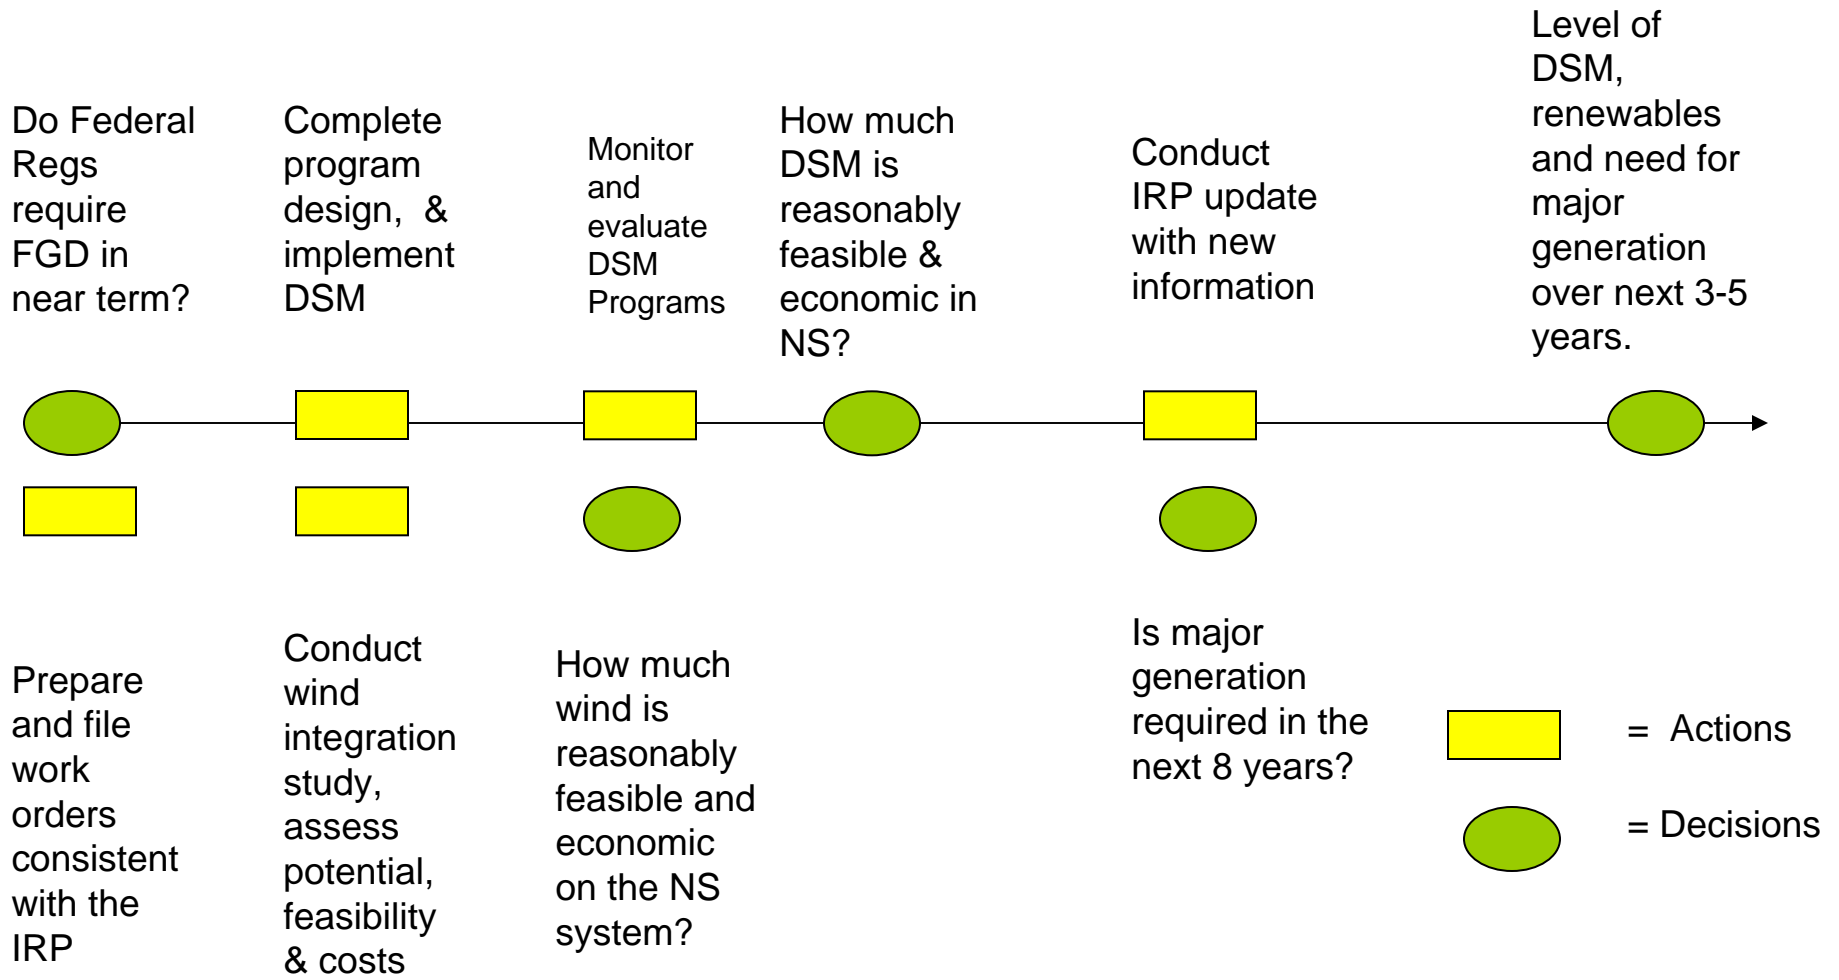 Do Federal
Regs
require
FGD in
near term?
Complete
program
design, &
implement
DSM
Monitor
and
evaluate
DSM
Programs
How much
DSM is
reasonably
feasible &
economic in
NS?
Conduct
IRP update
with new
information
Level of
DSM,
renewables
and need for
major
generation
over next 3-5
years.
Prepare
and file
work
orders
consistent
with the
IRP
Conduct
wind
integration
study,
assess
potential,
feasibility
& costs
How much
wind is
reasonably
feasible and
economic
on the NS
system?
Is major
generation
required in the
next 8 years?
= Actions
= Decisions